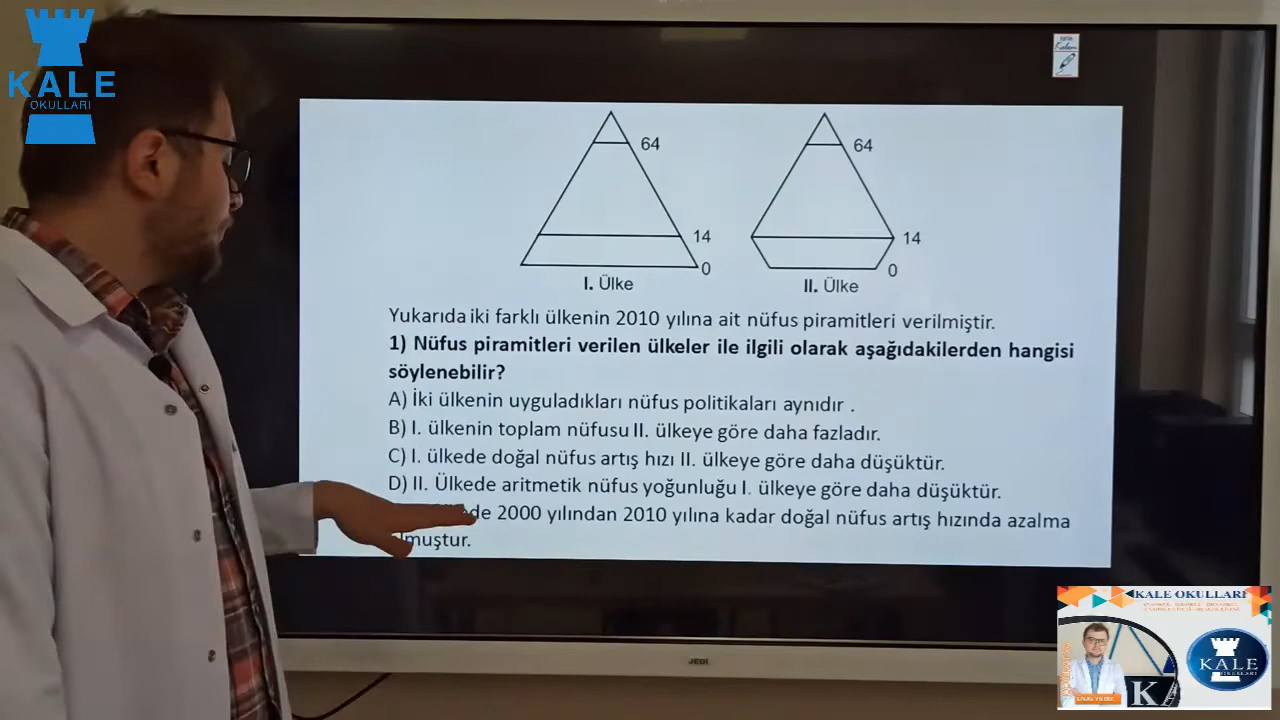 KALE
OKULLARI
Kalem
64
64
14
14
0
0
I. Ülke
II. Ülke
Yukarıda iki farklı ülkenin 2010 yılına ait nüfus piramitleri verilmiştir.
1) Nüfus piramitleri verilen ülkeler ile ilgili olarak aşağıdakilerden hangisi
söylenebilir?
A) İki ülkenin uyguladıkları nüfus politikaları aynıdır .
B) I. ülkenin toplam nüfusu II. ülkeye göre daha fazladır.
C) I. ülkede doğal nüfus artış hızı II. ülkeye göre daha düşüktür.
D) II. Ülkede aritmetik nüfus yoğunluğu I. ülkeye göre daha düşüktür.
de 2000 yılından 2010 yılına kadar doğal nüfus artış hızında azalma
lmuştur.
JEDI
KALE OKULLARI
K
KALE
OKULLARI